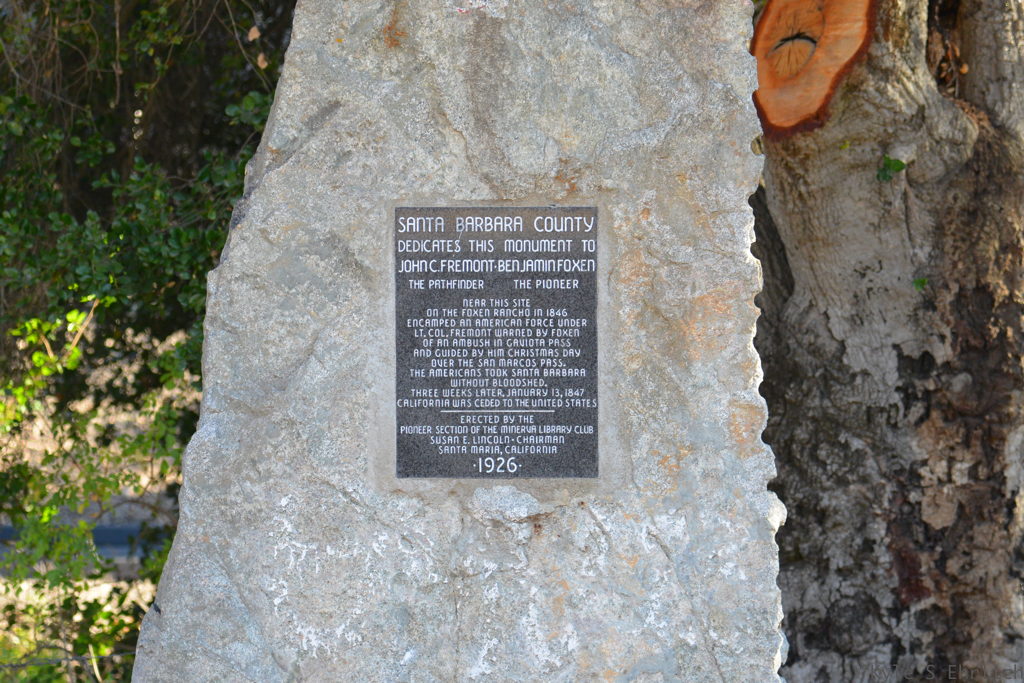 SANTA BARBARA COUNTY
DEDICATES THIS MONUMENT TO
JOHN C. FREMONT · BENJAMIN FOXEN
THE PATHFINDER THE PIONEER
NEAR THIS SITE
ON THE FOXEN RANCHO IN 1846
ENCAMPED AN AMERICAN FORCE UNDER
LT. COL. FREMONT WARNED BY FOXEN
OF AN AMBUSH IN GAVIOTA PASS
AND GUIDED BY HIM CHRISTMAS DAY
OVER THE SAN MARCOS PASS.
THE AMERICANS TOOK SANTA BARBARA
WITHOUT BLOODSHED.
THREE WEEKS LATER, JANUARY 13, 1847
CALIFORNIA WAS CEDED TO THE UNITED STATES
ERECTED BY THE
PIONEER SECTION OF THE MINERVA LIBRARY CLUB
SUSAN E. LINCOLN · CHAIRMAN
SANTA MARIA, CALIFORNIA
· 1926 ·